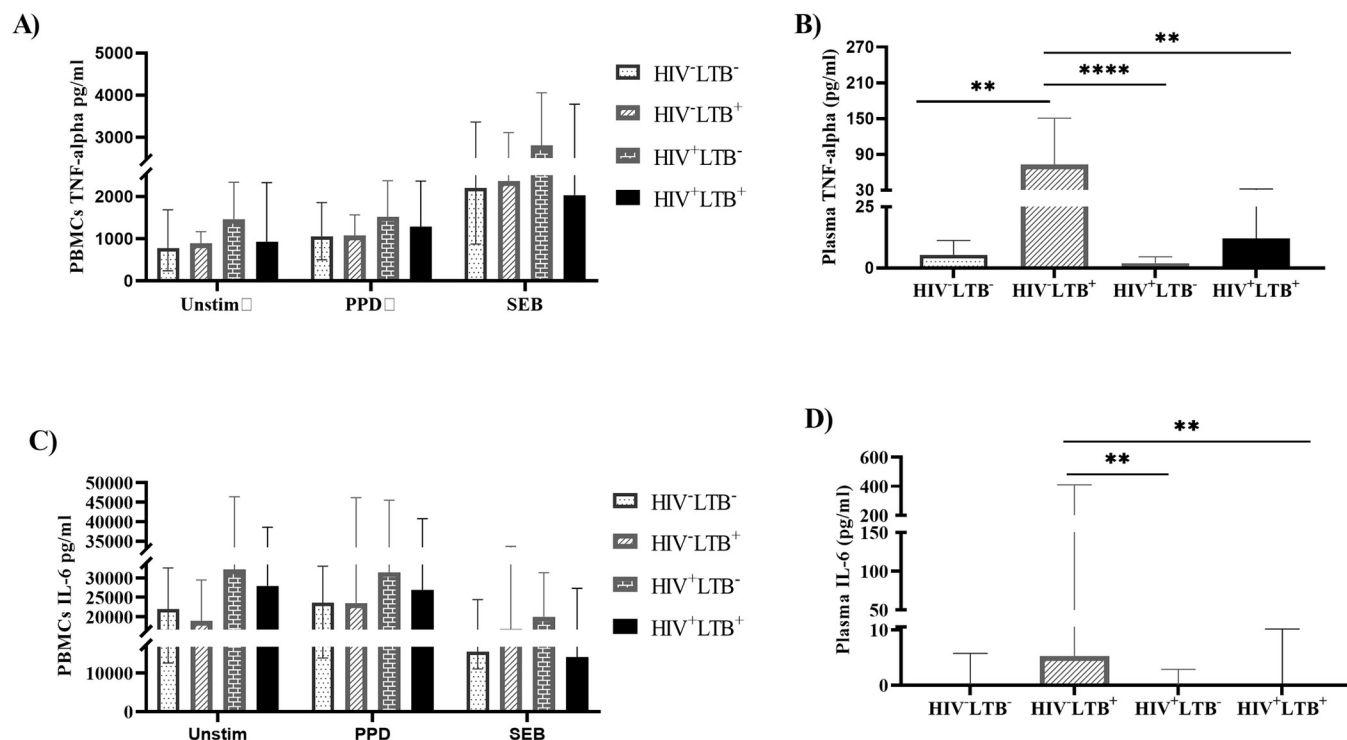 A)
PBMCs TNF-alpha pg/ml
5000
4000
3000
2000
1000
0
Unstim□ PPD□ SEB
HIV⁻LTB⁻
HIV⁻LTB⁺
HIV⁺LTB⁻
HIV⁺LTB⁺
B)
Plasma TNF-alpha (pg/ml)
270
210
150
90
30
25
0
** **** **
HIV⁻LTB⁻ HIV⁻LTB⁺ HIV⁺LTB⁻ HIV⁺LTB⁺
C)
PBMCs IL-6 pg/ml
50000
45000
40000
35000
30000
25000
20000
10000
0
Unstim PPD SEB
HIV⁻LTB⁻
HIV⁻LTB⁺
HIV⁺LTB⁻
HIV⁺LTB⁺
D)
Plasma IL-6 (pg/ml)
600
400
200
150
100
50
10
0
** **
HIV⁻LTB⁻ HIV⁻LTB⁺ HIV⁺LTB⁻ HIV⁺LTB⁺